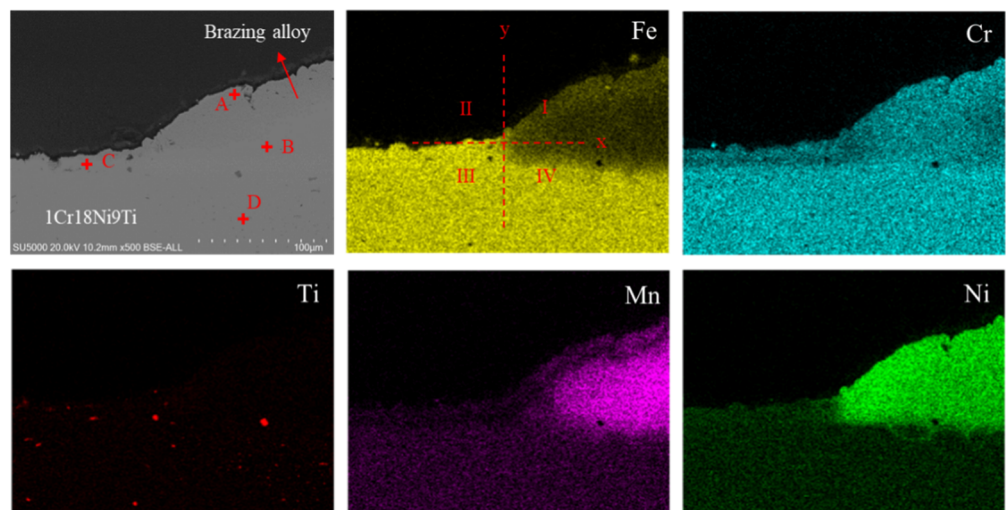 Brazing alloy
A
B
C
D
1Cr18Ni9Ti
SU5000 20.0kV 10.2mm x500 BSE-ALL
100μm
Fe
y
II
I
x
III
IV
Cr
Ti
Mn
Ni